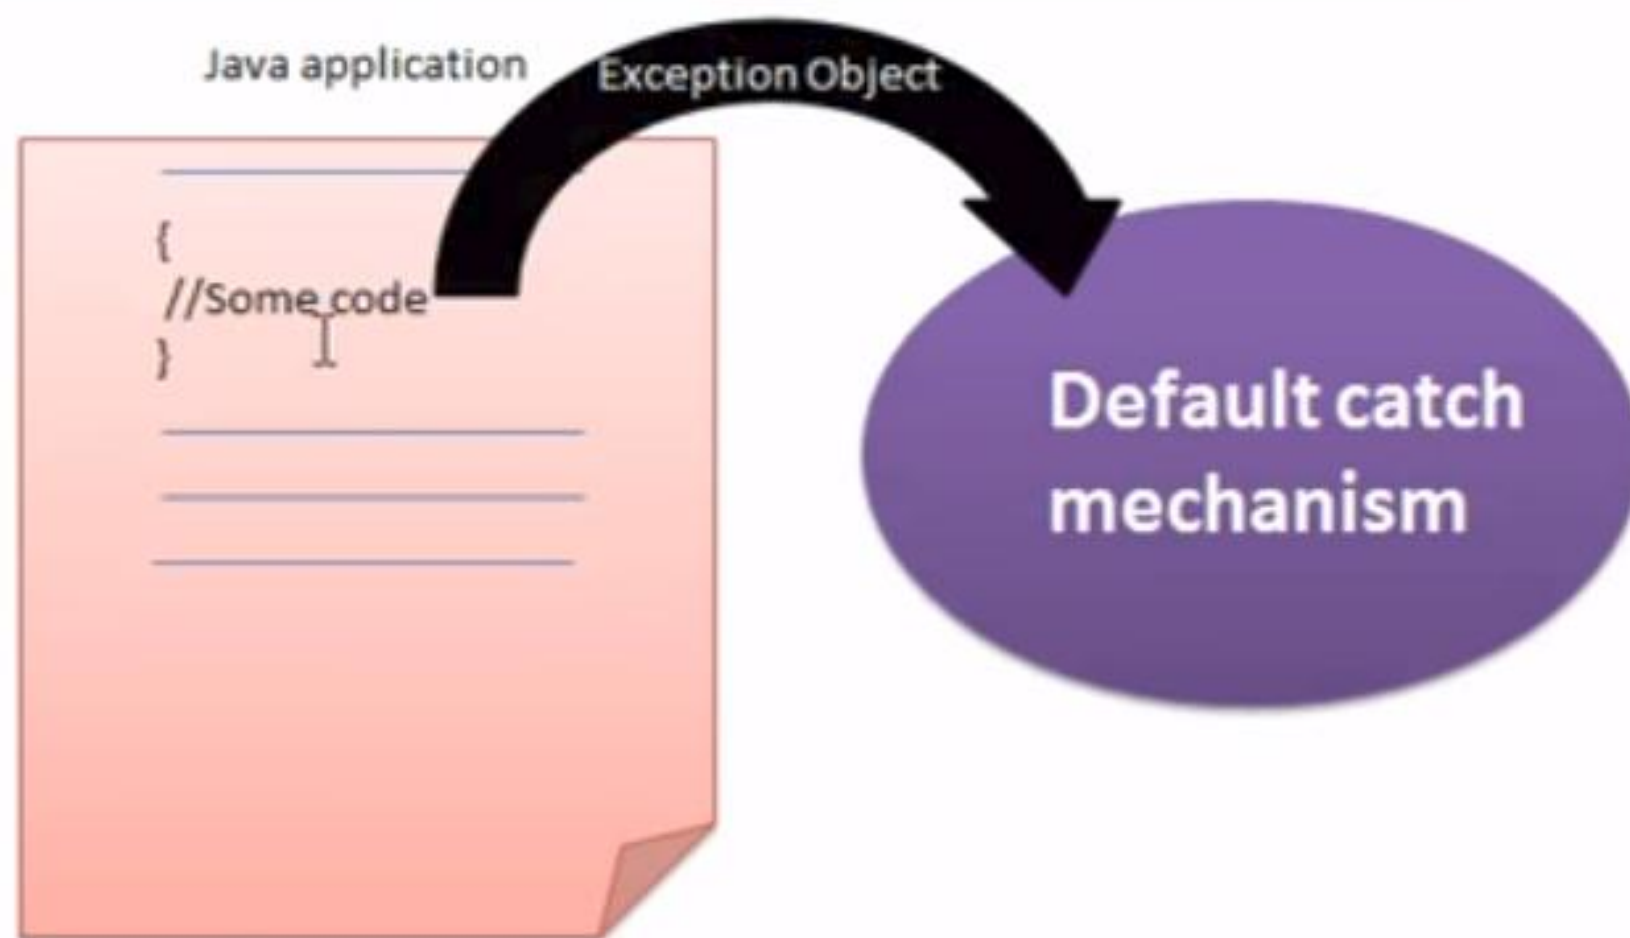 Java application
Exception Object
{
//Some code
}
Default catch
mechanism